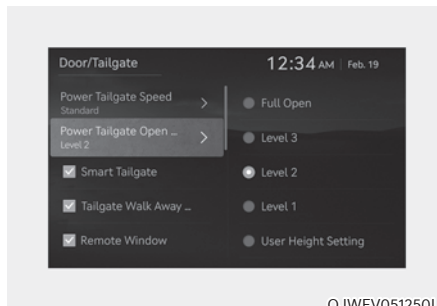 Door/Tailgate
12:34 AM | Feb. 19
Power Tailgate Speed
Standard
Power Tailgate Open ...
Level 2
Smart Tailgate
Tailgate Walk Away ...
Remote Window
Full Open
Level 3
Level 2
Level 1
User Height Setting